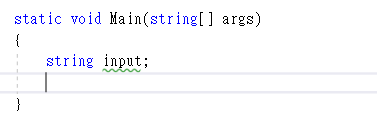 static void Main(string[] args)
{
    string input;
}